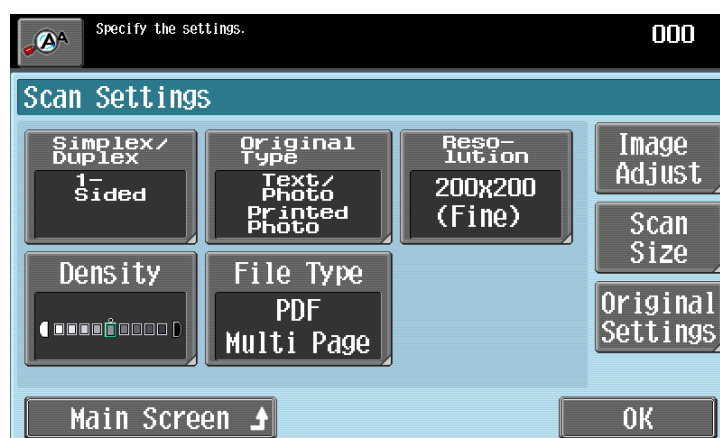 Specify the settings.
000
Scan Settings
Simplex/
Duplex
1-
Sided
Original
Type
Text/
Photo
Printed
Photo
Reso-
lution
200x200
(Fine)
Image
Adjust
Scan
Size
Original
Settings
Density
File Type
PDF
Multi Page
Main Screen
OK